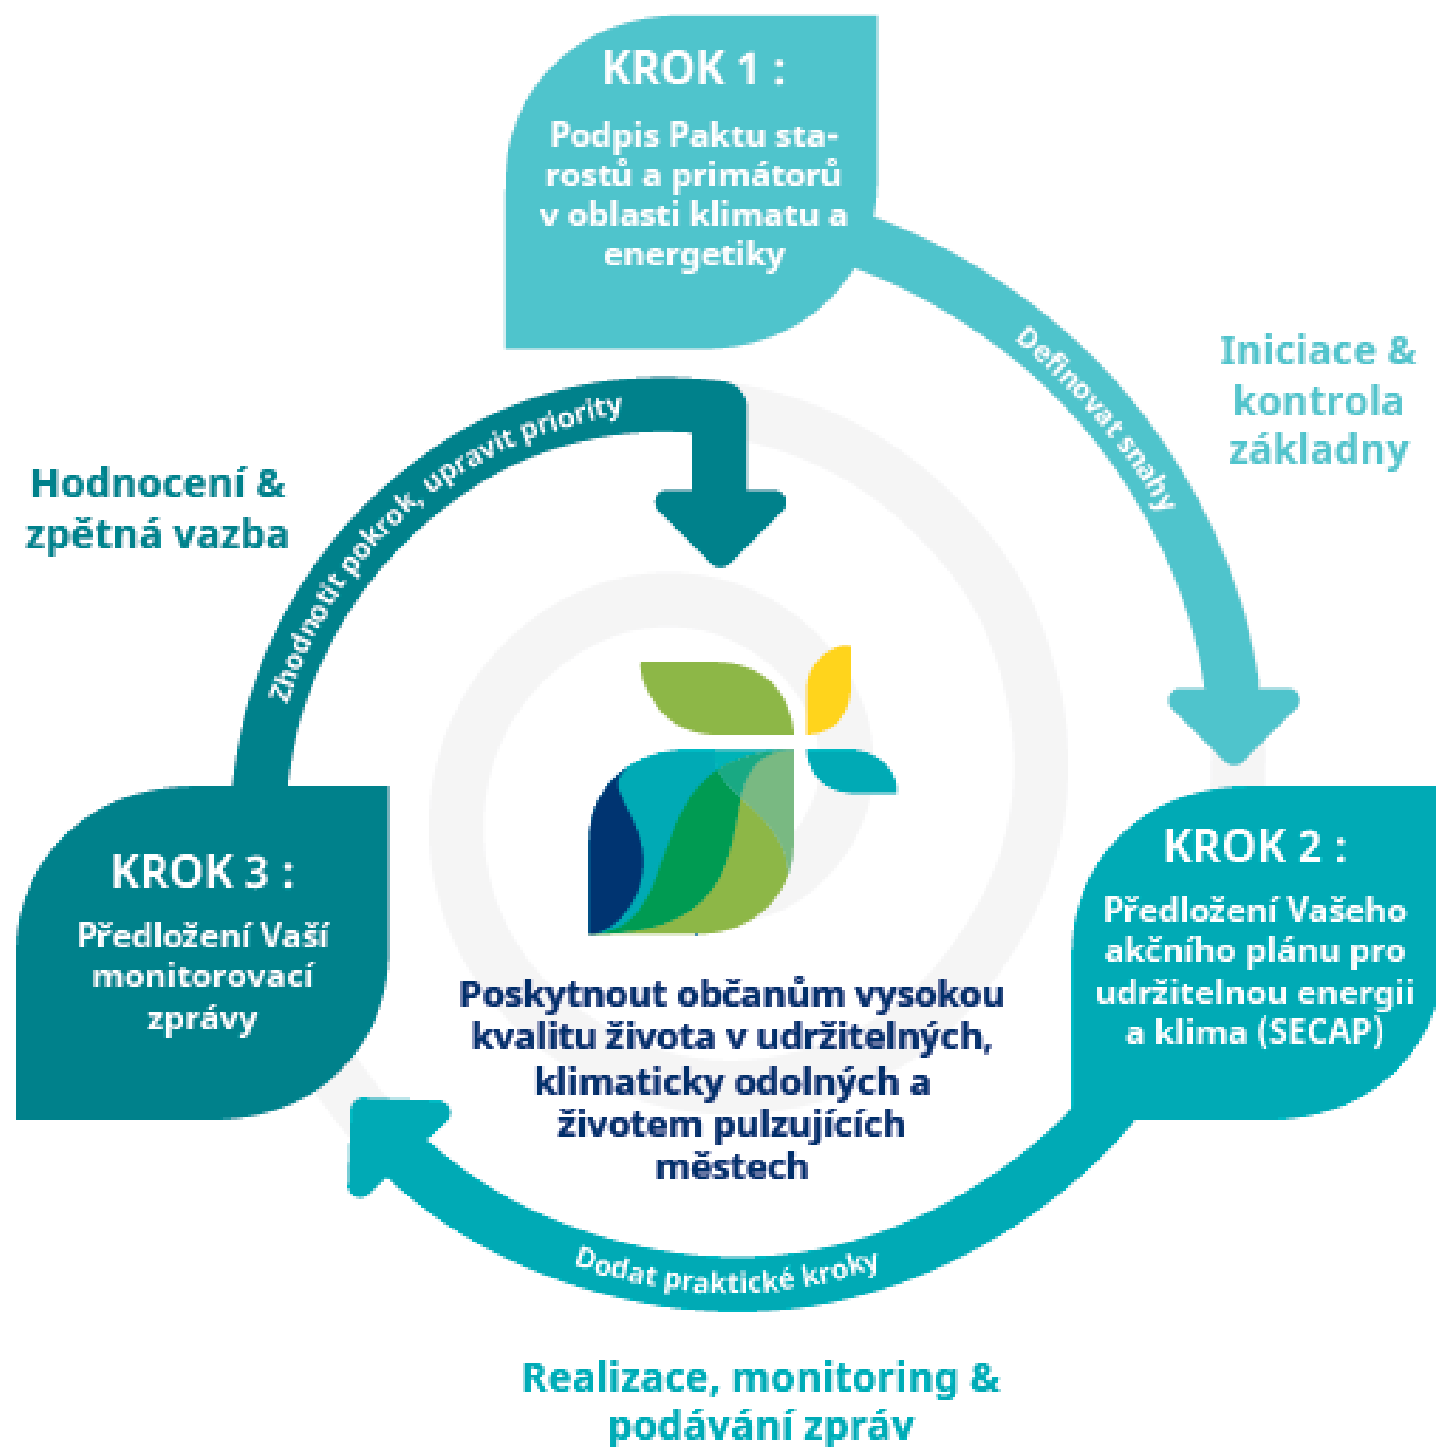 KROK 1 :
Podpis Paktu sta-
rostů a primátorů
v oblasti klimatu a
energetiky
Definovat snahy
Iniciace &
kontrola
základny
KROK 2 :
Předložení Vašeho
akčního plánu pro
udržitelnou energii
a klima (SECAP)
Dodat praktické kroky
Realizace, monitoring &
podávání zpráv
KROK 3 :
Předložení Vaší
monitorovací
zprávy
Zhodnotit pokrok, upravit priority
Hodnocení &
zpětná vazba
Poskytnout občanům vysokou
kvalitu života v udržitelných,
klimaticky odolných a
životem pulzujících
městech